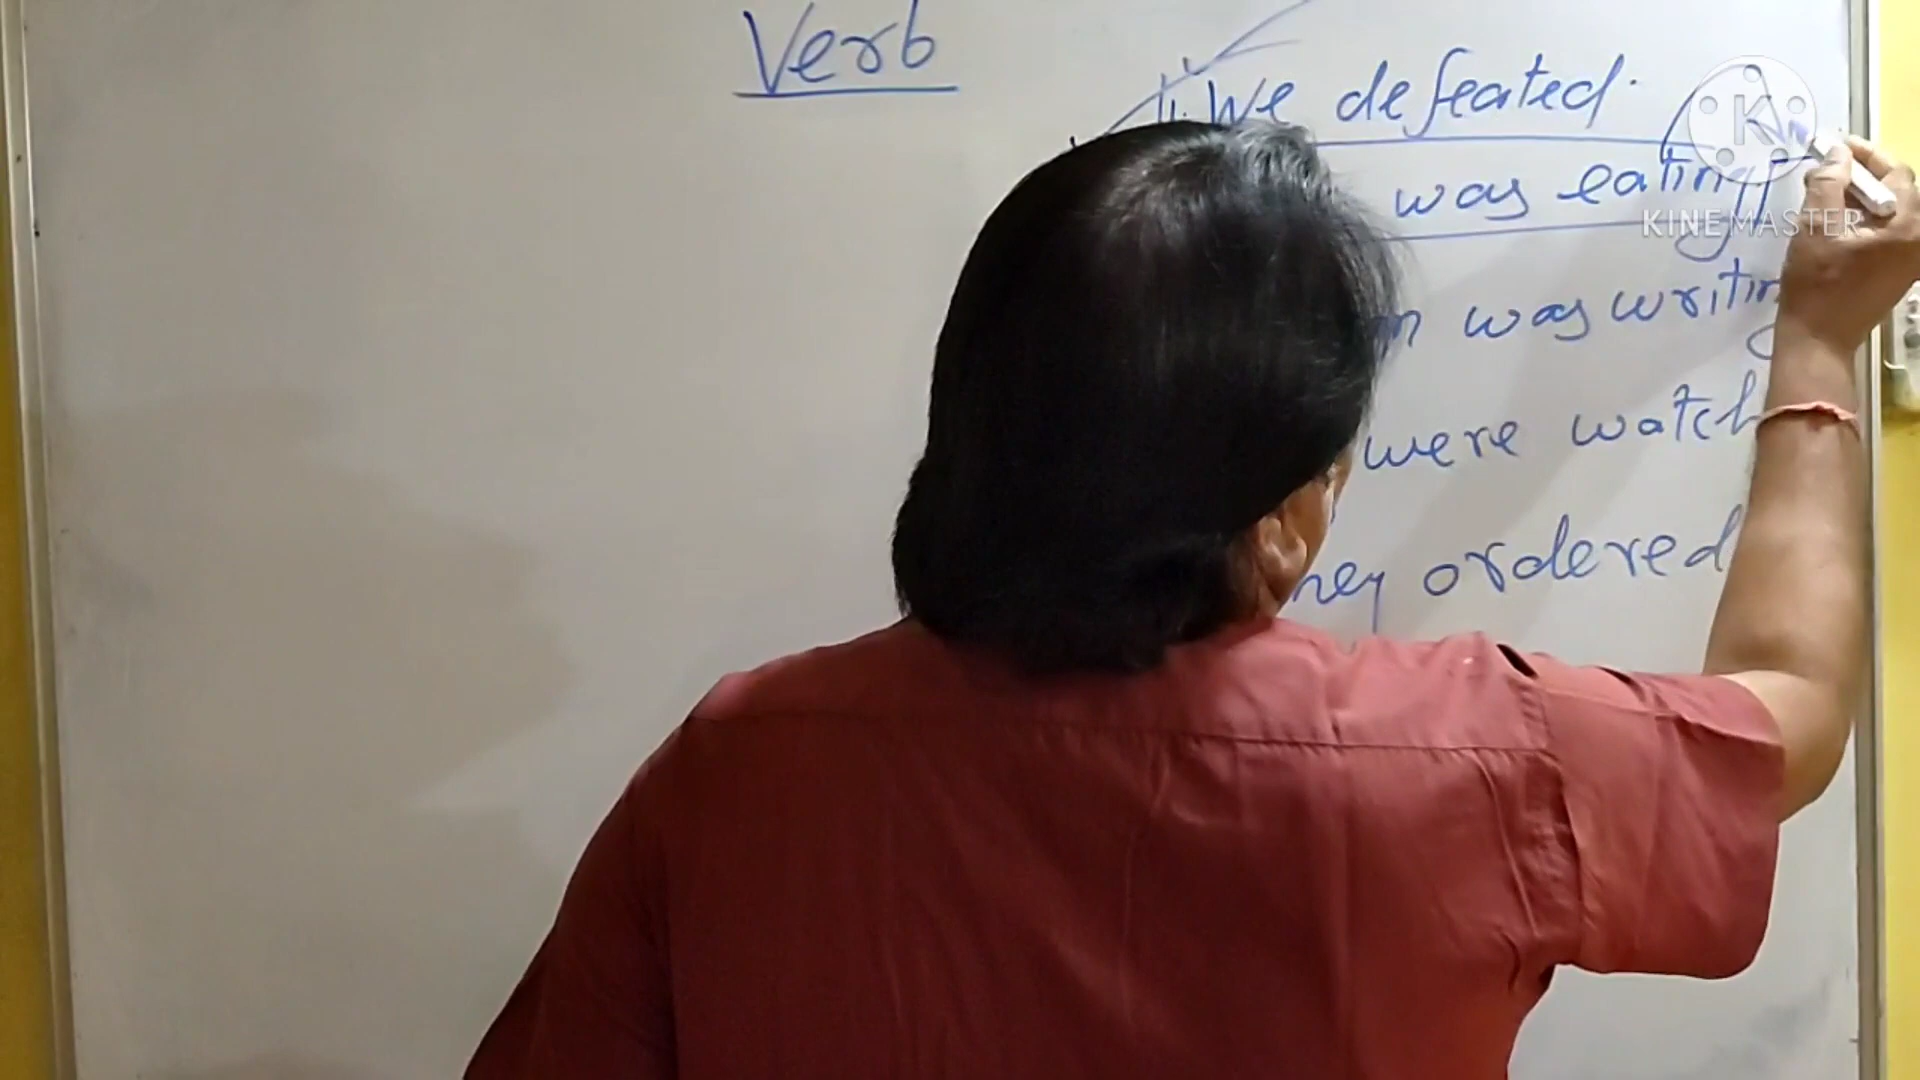 Verb
1. We defeated.
was eating
was writing
were watch
ordered
KINEMASTER